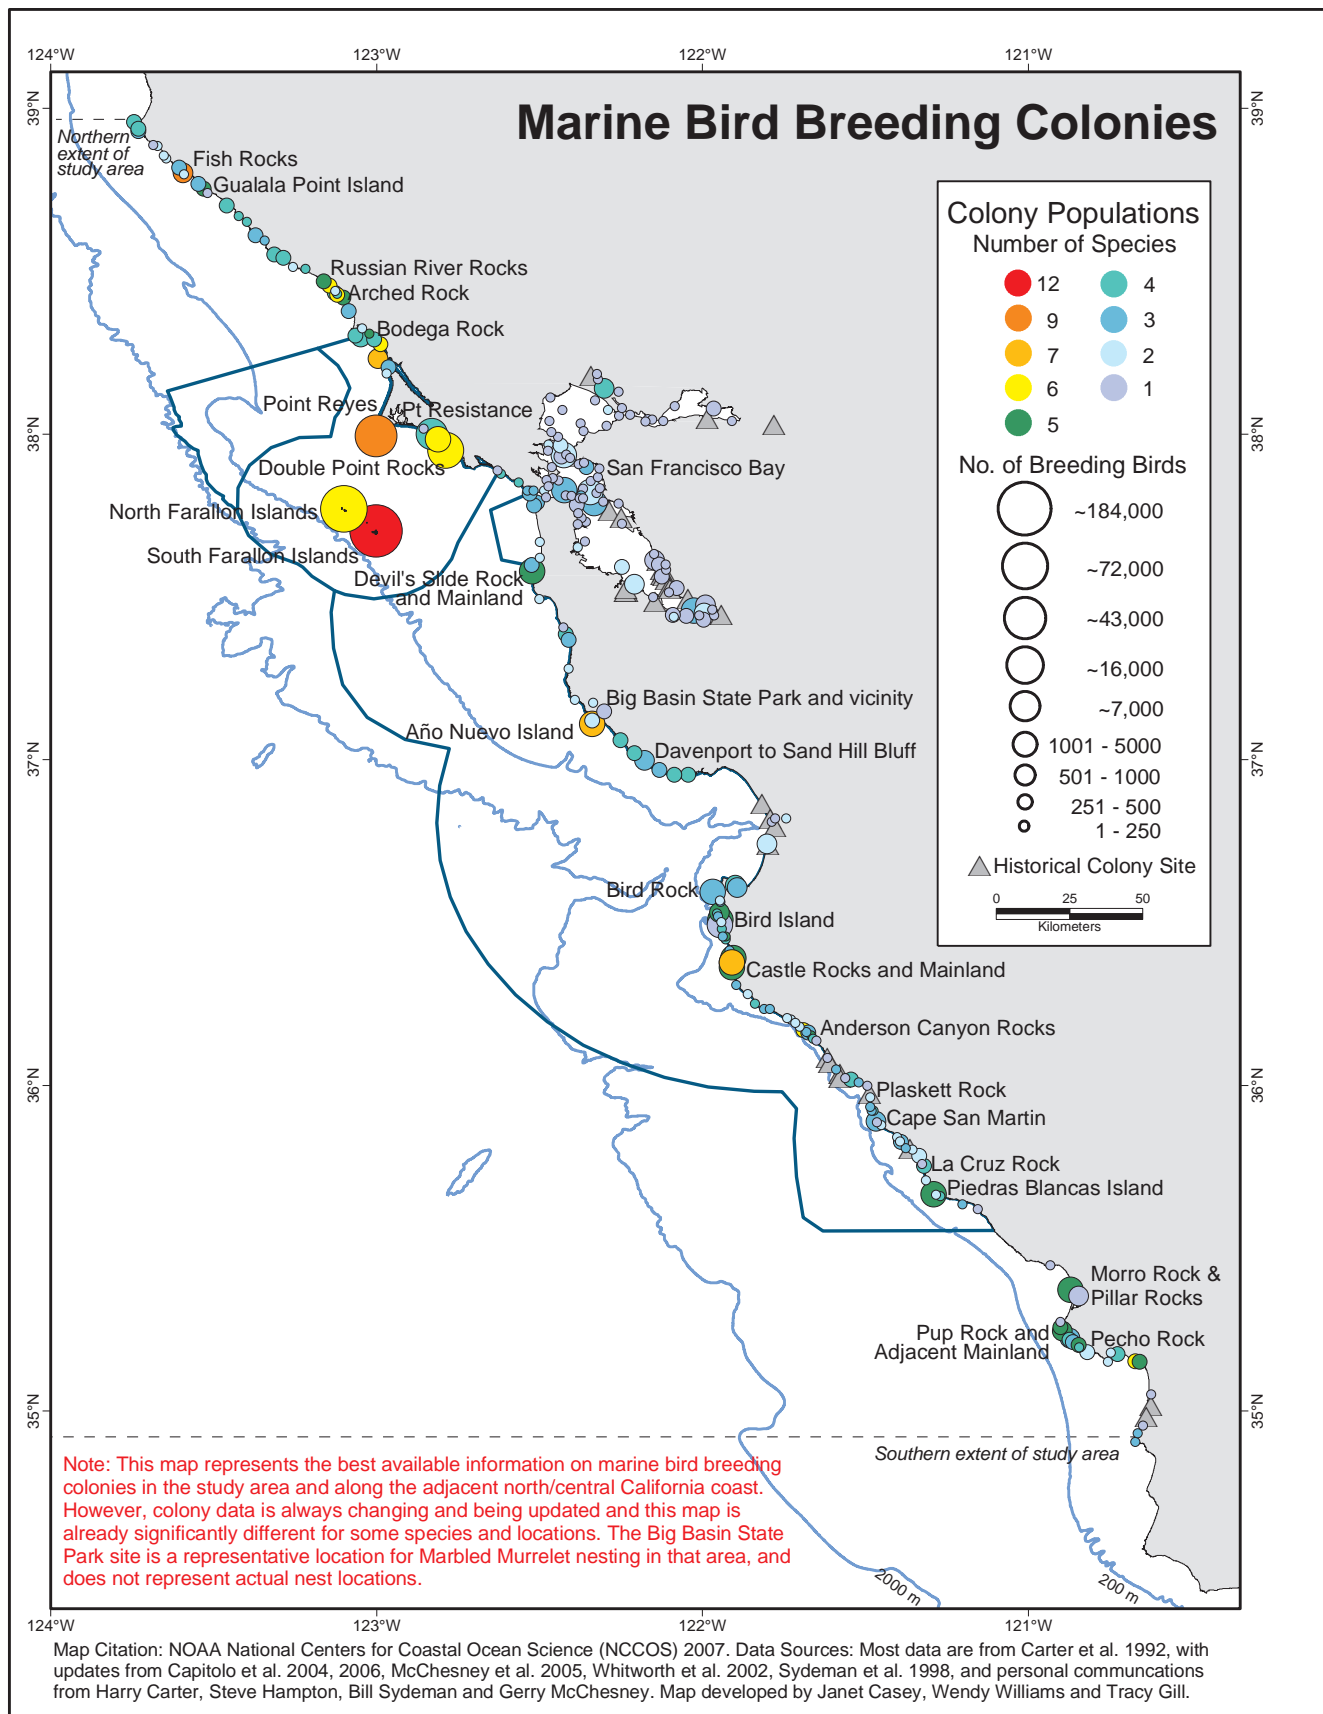 124°W
123°W
122°W
121°W
39°N
39°N
Marine Bird Breeding Colonies
Northern
extent of
study area
Fish Rocks
Gualala Point Island
Colony Populations
Number of Species
12
4
9
3
7
2
6
1
5
Russian River Rocks
Arched Rock
Bodega Rock
Point Reyes
Pt Resistance
38°N
38°N
Double Point Rocks
San Francisco Bay
North Farallon Islands
South Farallon Islands
Devil's Slide Rock
and Mainland
No. of Breeding Birds
~184,000
~72,000
~43,000
~16,000
~7,000
1001 - 5000
501 - 1000
251 - 500
1 - 250
Historical Colony Site
0
25
50
Kilometers
Big Basin State Park and vicinity
Año Nuevo Island
Davenport to Sand Hill Bluff
37°N
37°N
Bird Rock
Bird Island
Castle Rocks and Mainland
Anderson Canyon Rocks
36°N
36°N
Plaskett Rock
Cape San Martin
La Cruz Rock
Piedras Blancas Island
Morro Rock &
Pillar Rocks
Pup Rock and
Adjacent Mainland
Pecho Rock
35°N
35°N
Southern extent of study area
Note: This map represents the best available information on marine bird breeding
colonies in the study area and along the adjacent north/central California coast.
However, colony data is always changing and being updated and this map is
already significantly different for some species and locations. The Big Basin State
Park site is a representative location for Marbled Murrelet nesting in that area, and
does not represent actual nest locations.
2000 m
200 m
124°W
123°W
122°W
121°W
Map Citation: NOAA National Centers for Coastal Ocean Science (NCCOS) 2007. Data Sources: Most data are from Carter et al. 1992, with
updates from Capitolo et al. 2004, 2006, McChesney et al. 2005, Whitworth et al. 2002, Sydeman et al. 1998, and personal communcations
from Harry Carter, Steve Hampton, Bill Sydeman and Gerry McChesney. Map developed by Janet Casey, Wendy Williams and Tracy Gill.